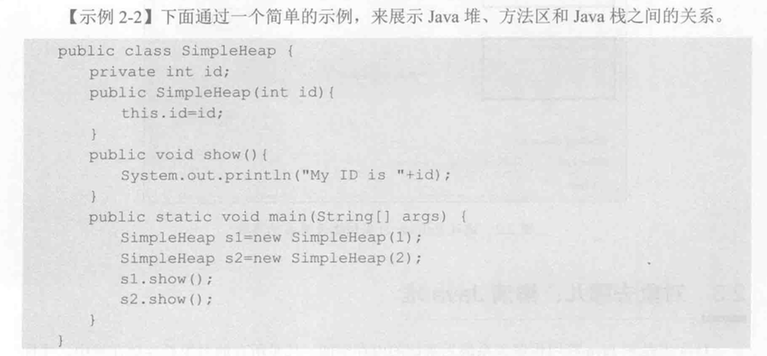 【示例 2-2】下面通过一个简单的示例，来展示 Java 堆、方法区和 Java 栈之间的关系。
public class SimpleHeap {
    private int id;
    public SimpleHeap(int id){
        this.id=id;
    }
    public void show(){
        System.out.println("My ID is "+id);
    }
    public static void main(String[] args) {
        SimpleHeap s1=new SimpleHeap(1);
        SimpleHeap s2=new SimpleHeap(2);
        s1.show();
        s2.show();
    }
}